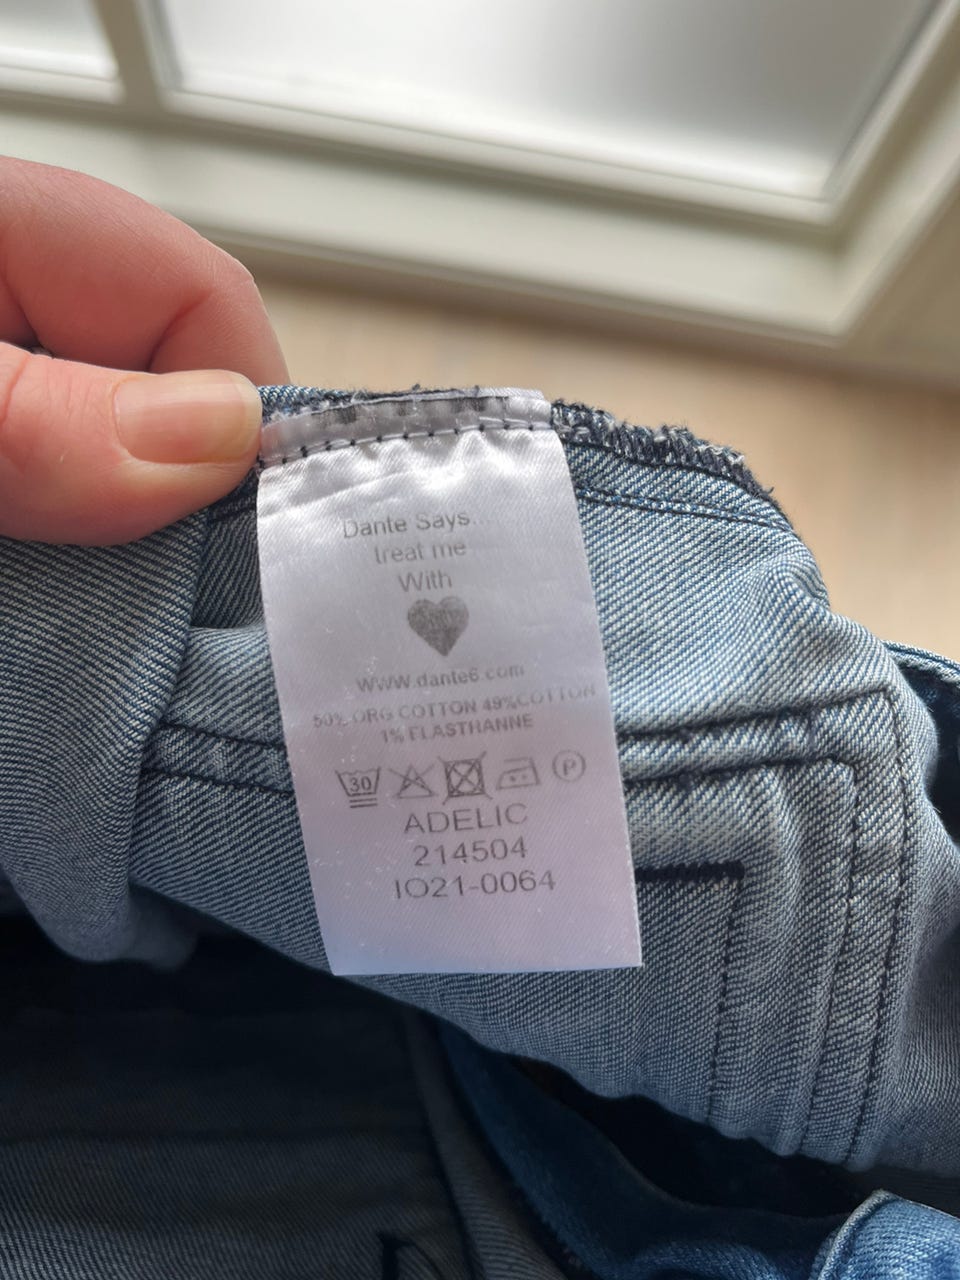 Dante Says...
treat me
With
www.dante6.com
50% ORG COTTON 49%COTTON
1% ELASTHANNE
30
P
ADELIC
214504
IO21-0064